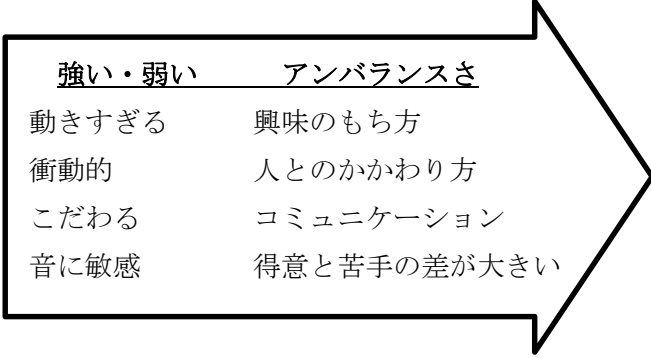 強い・弱い　　　アンバランスさ
動きすぎる　　　興味のもち方
衝動的　　　　　人とのかかわり方
こだわる　　　　コミュニケーション
音に敏感　　　　得意と苦手の差が大きい